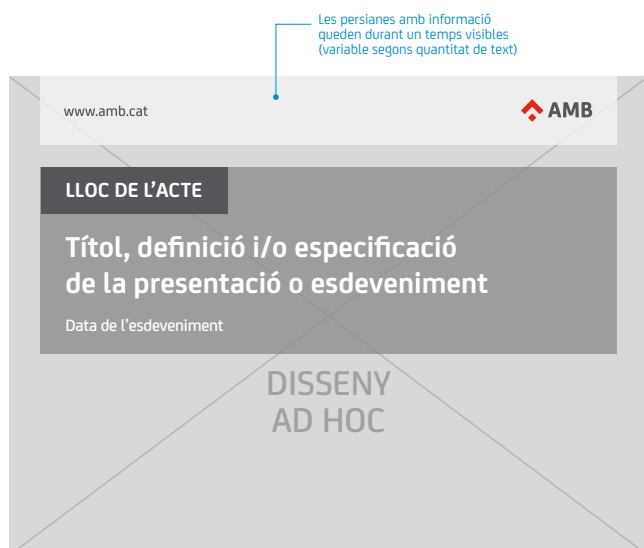 Les persianes amb informació
queden durant un temps visibles
(variable segons quantitat de text)
www.amb.cat
AMB
LLOC DE L’ACTE
Títol, definició i/o especificació
de la presentació o esdeveniment
Data de l’esdeveniment
DISSENY
AD HOC